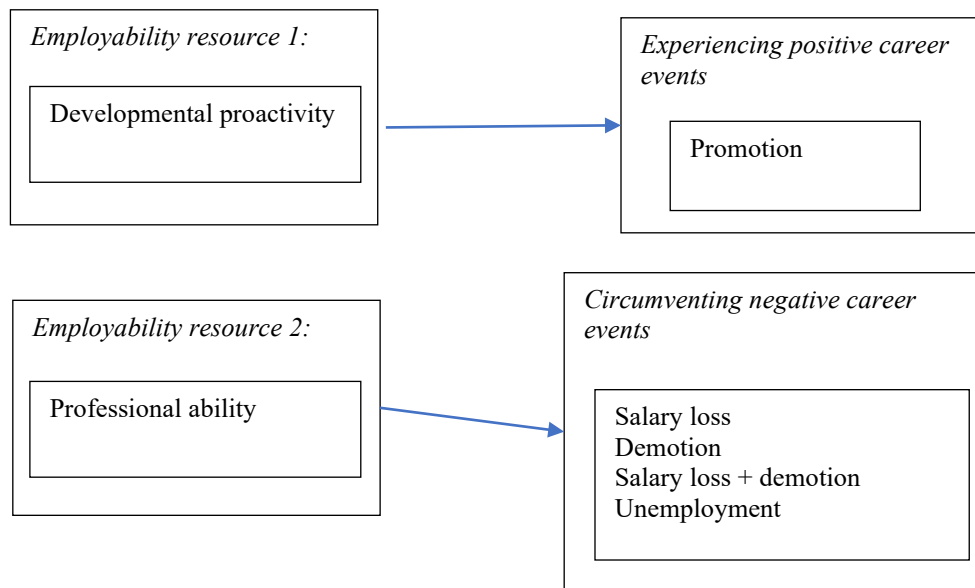 Employability resource 1:
Developmental proactivity
Experiencing positive career
events
Promotion
Employability resource 2:
Professional ability
Circumventing negative career
events
Salary loss
Demotion
Salary loss + demotion
Unemployment